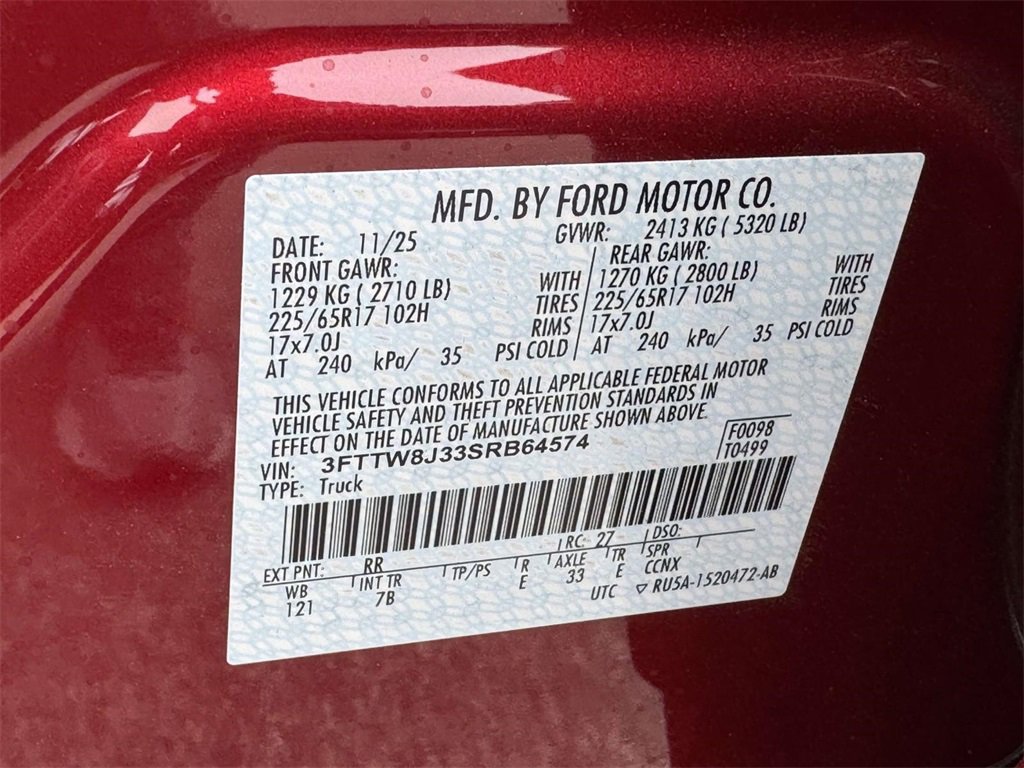 MFD. BY FORD MOTOR CO.
DATE: 11/25 GVWR: 2413 KG ( 5320 LB)
FRONT GAWR: REAR GAWR:
1229 KG ( 2710 LB) WITH 1270 KG ( 2800 LB) WITH
225/65R17 102H TIRES 225/65R17 102H TIRES
17x7.0J RIMS 17x7.0J RIMS
AT 240 kPa/ 35 PSI COLD AT 240 kPa/ 35 PSI COLD
THIS VEHICLE CONFORMS TO ALL APPLICABLE FEDERAL MOTOR
VEHICLE SAFETY AND THEFT PREVENTION STANDARDS IN
EFFECT ON THE DATE OF MANUFACTURE SHOWN ABOVE.
VIN: 3FTTW8J33SRB64574 F0098
TYPE: Truck T0499
EXT PNT: RR RC: 27 DSO:
WB INT TR TP/PS R AXLE TR SPR
121 7B E 33 E CCNX
UTC ▽ RU5A-1520472-AB